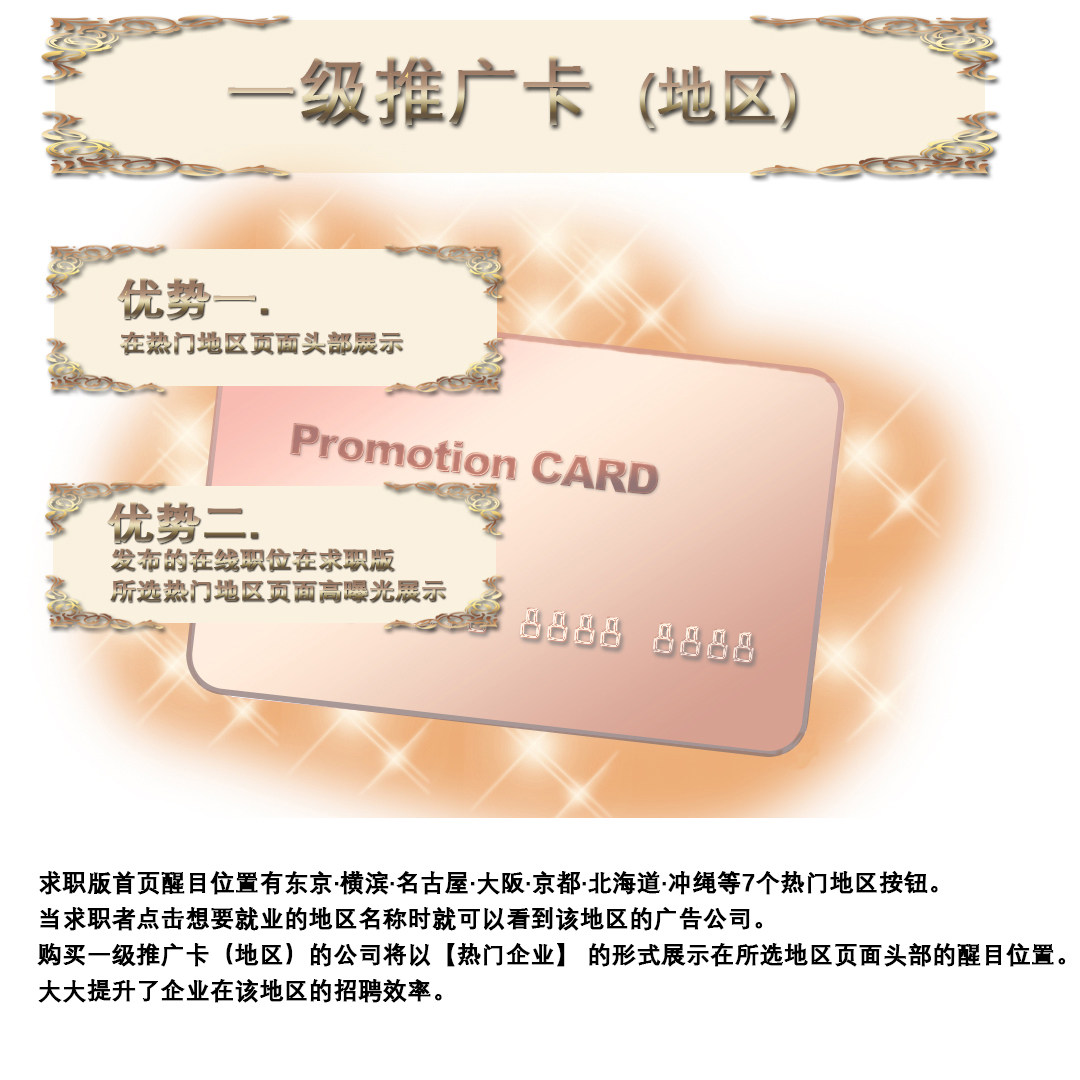 一级推广卡 (地区)
优势一.
在热门地区页面头部展示
Promotion CARD
优势二.
发布的在线职位在求职版
所选热门地区页面高曝光展示
8888 8888
求职版首页醒目位置有东京·横滨·名古屋·大阪·京都·北海道·冲绳等7个热门地区按钮。
当求职者点击想要就业的地区名称时就可以看到该地区的广告公司。
购买一级推广卡（地区）的公司将以【热门企业】 的形式展示在所选地区页面头部的醒目位置。
大大提升了企业在该地区的招聘效率。